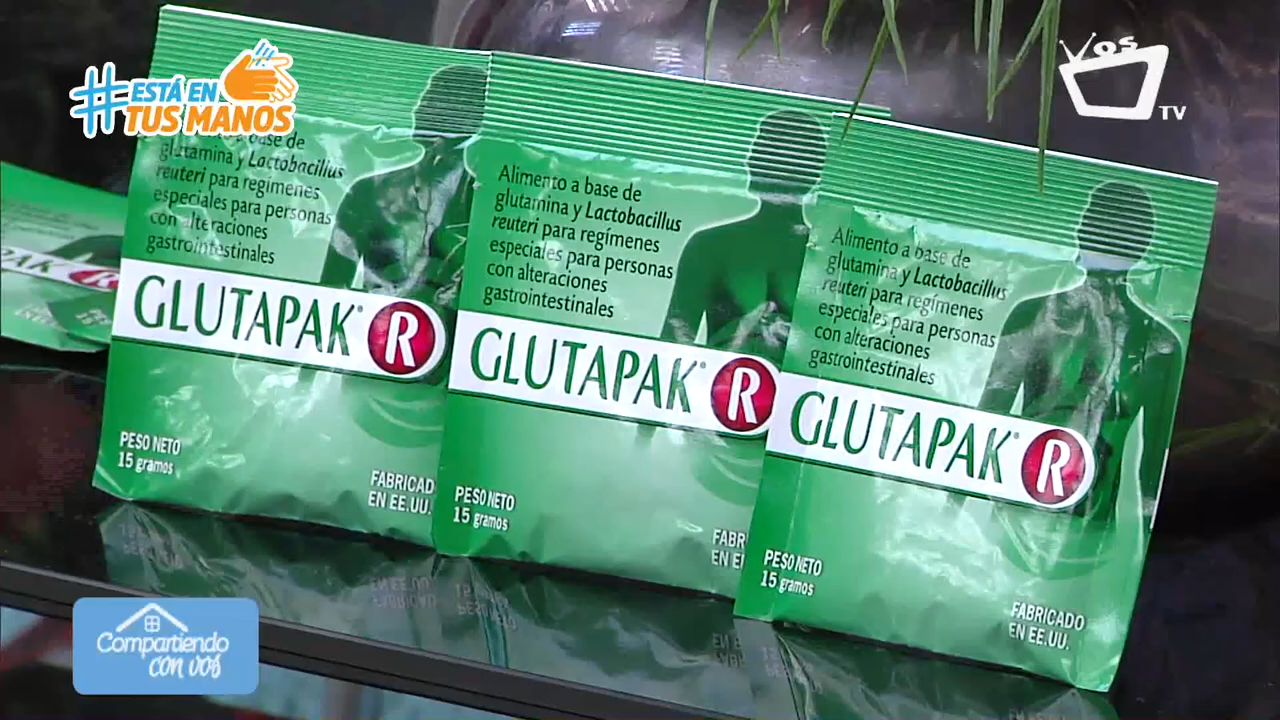 #ESTÁ EN
TUS MANOS
VOS
TV
base de
glutamina y Lactobacillus
reuteri para regímenes
especiales para personas
con alteraciones
gastrointestinales
GLUTAPAK® R
PESO NETO
15 gramos
FABRICADO
EN EE.UU.
Alimento a base de
glutamina y Lactobacillus
reuteri para regímenes
especiales para personas
con alteraciones
gastrointestinales
GLUTAPAK® R
PESO NETO
15 gramos
FABR
EN E
Alimento a base de
glutamina y Lactobacillus
reuteri para regímenes
especiales para personas
con alteraciones
gastrointestinales
GLUTAPAK® R
PESO NETO
15 gramos
FABRICADO
EN EE.UU.
PAK R
Compartiendo
con vos